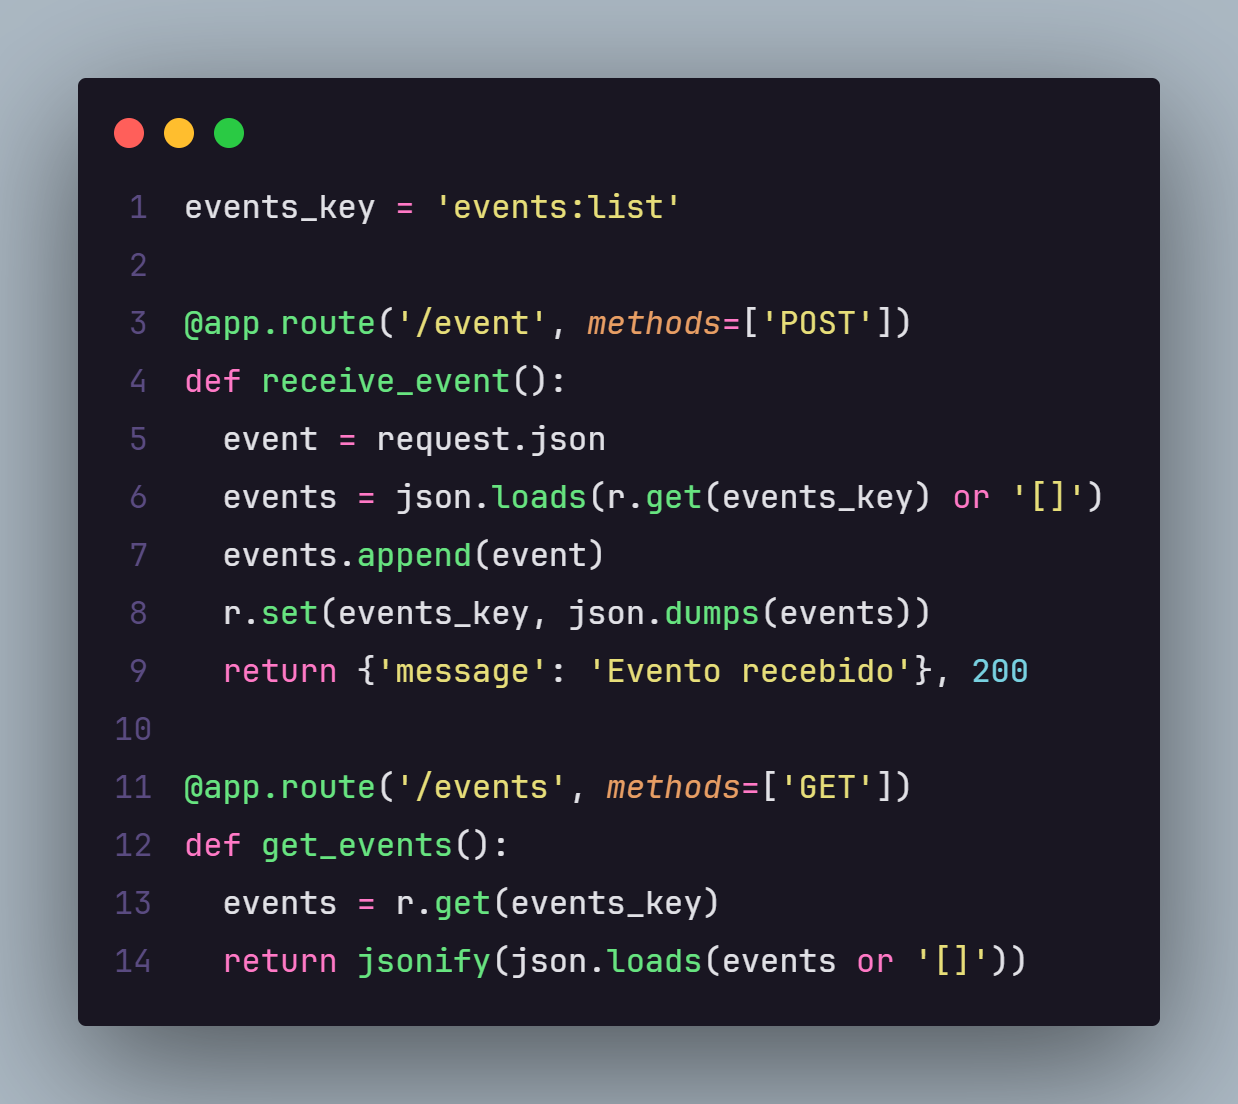 1 events_key = 'events:list'
2
3 @app.route('/event', methods=['POST'])
4 def receive_event():
5   event = request.json
6   events = json.loads(r.get(events_key) or '[]')
7   events.append(event)
8   r.set(events_key, json.dumps(events))
9   return {'message': 'Evento recebido'}, 200
10
11 @app.route('/events', methods=['GET'])
12 def get_events():
13   events = r.get(events_key)
14   return jsonify(json.loads(events or '[]'))